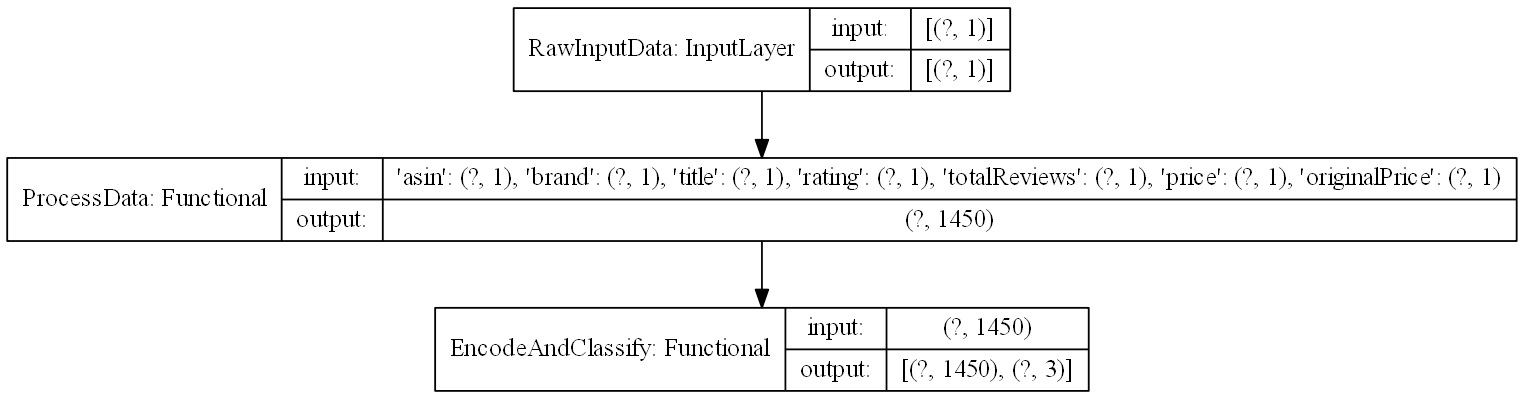 RawInputData: InputLayer
input:
[(?, 1)]
output:
[(?, 1)]
ProcessData: Functional
input:
'asin': (?, 1), 'brand': (?, 1), 'title': (?, 1), 'rating': (?, 1), 'totalReviews': (?, 1), 'price': (?, 1), 'originalPrice': (?, 1)
output:
(?, 1450)
EncodeAndClassify: Functional
input:
(?, 1450)
output:
[(?, 1450), (?, 3)]